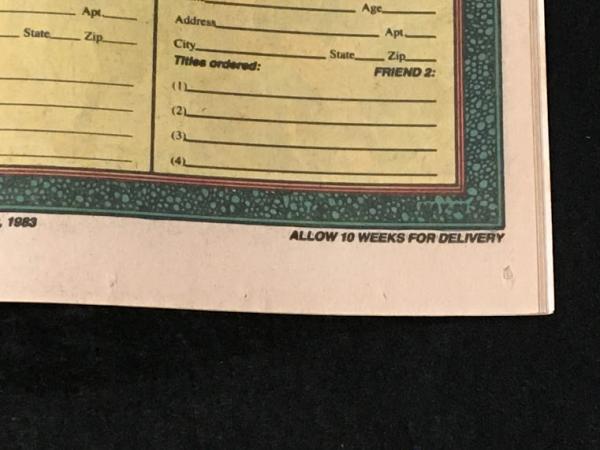 Apt.
State Zip
Age
Address Apt.
City State Zip
Titles ordered: FRIEND 2:
(1)
(2)
(3)
(4)
, 1983
ALLOW 10 WEEKS FOR DELIVERY